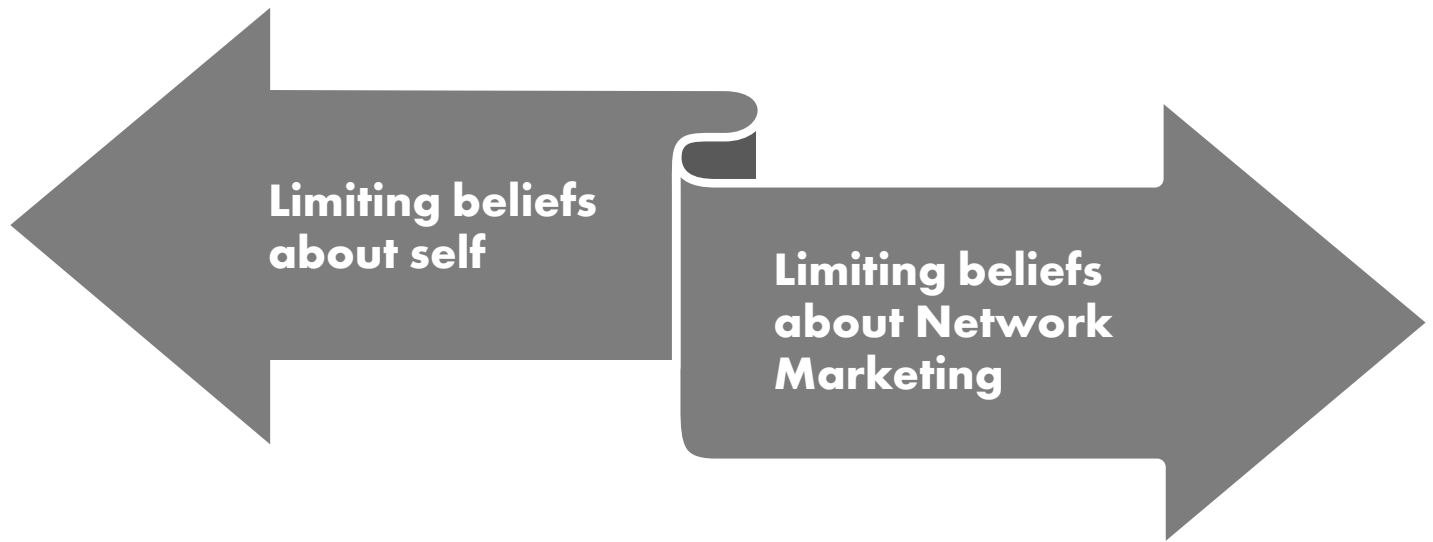 Limiting beliefs
about self
Limiting beliefs
about Network
Marketing